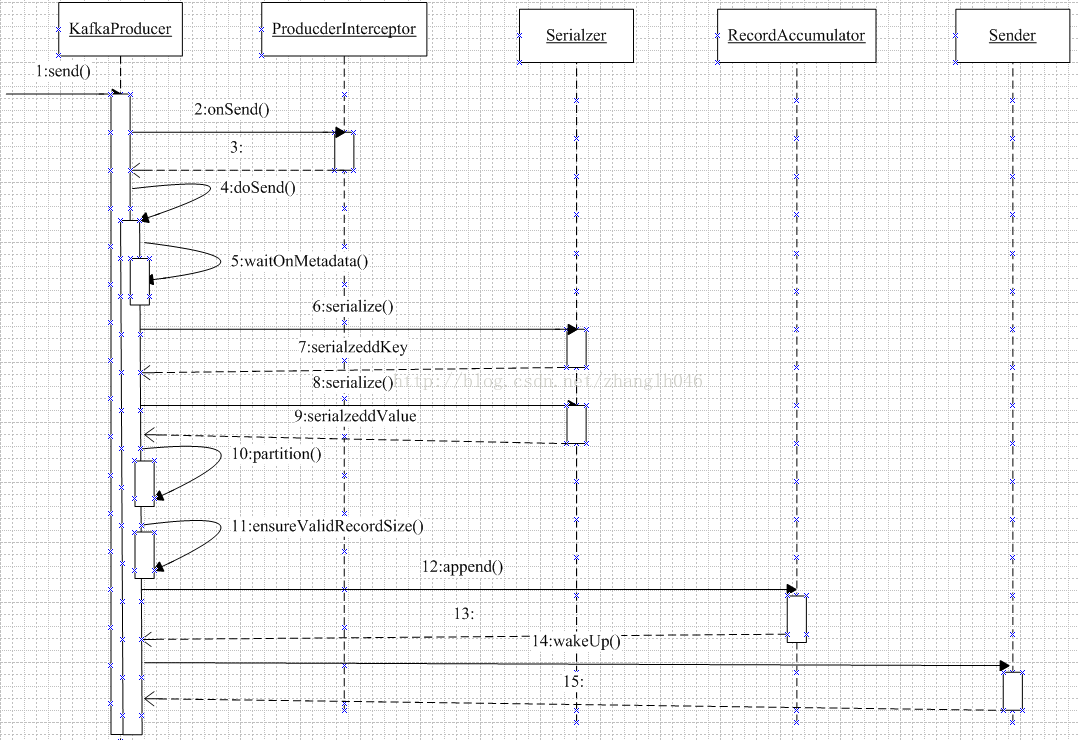 KafkaProducer
ProducderInterceptor
Serialzer
RecordAccumulator
Sender
1:send()
2:onSend()
3:
4:doSend()
5:waitOnMetadata()
6:serialize()
7:serialzeddKey
http://blog.csdn.net/zhanglh046
8:serialize()
9:serialzeddValue
10:partition()
11:ensureValidRecordSize()
12:append()
13:
14:wakeUp()
15: